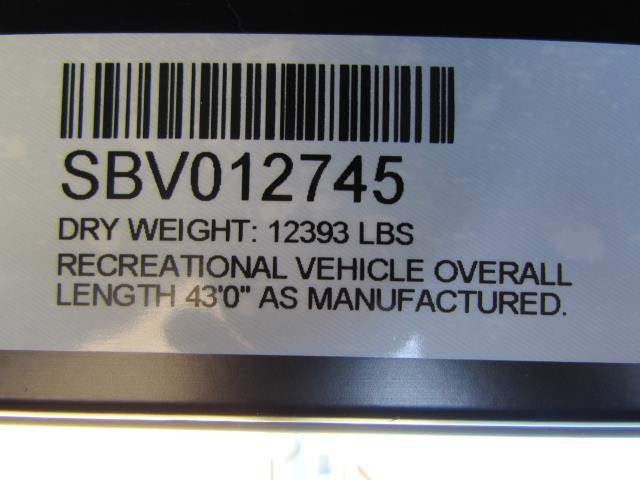 SBV012745
DRY WEIGHT: 12393 LBS
RECREATIONAL VEHICLE OVERALL
LENGTH 43'0" AS MANUFACTURED.